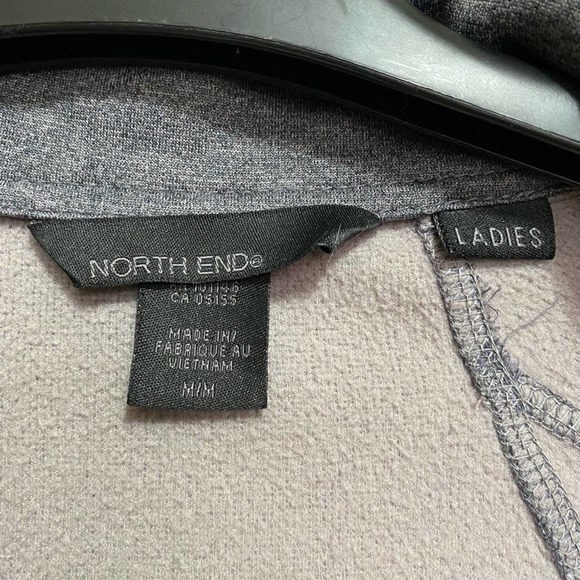 NORTH END®
LADIES
CA 05155
MADE IN/
FABRIQUE AU
VIETNAM
M/M